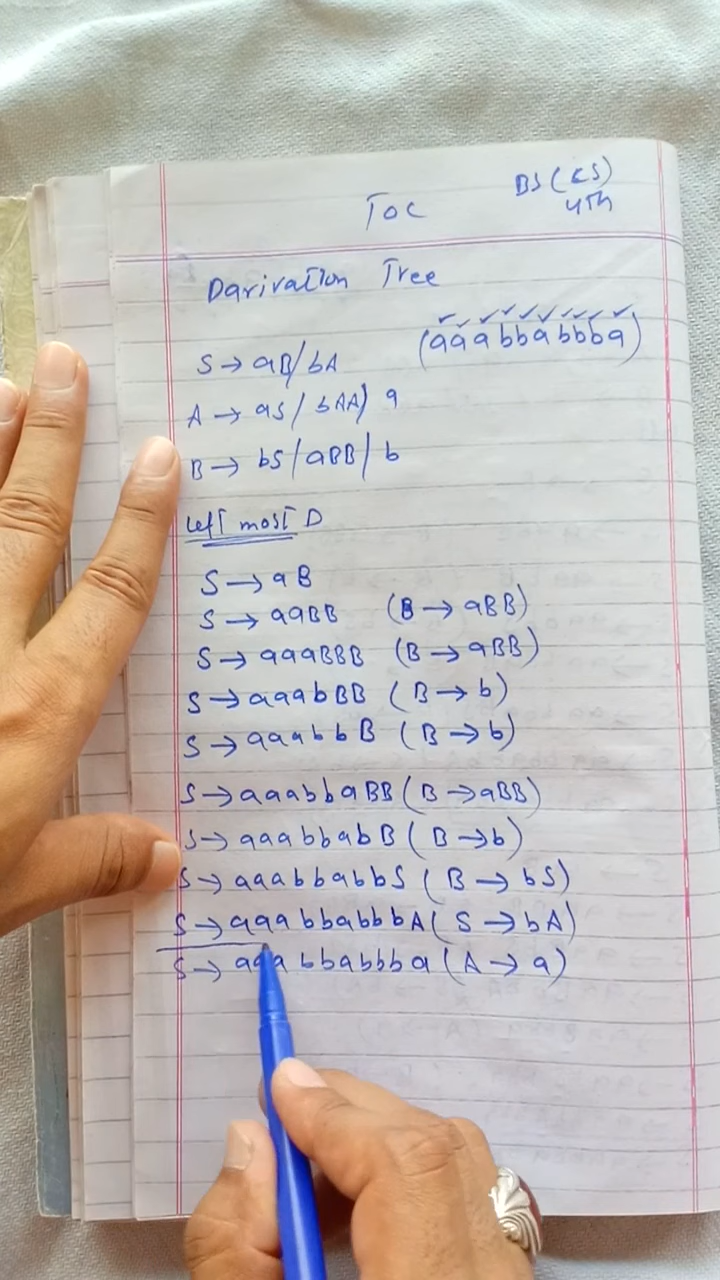 BS (CS)
TOC
4Th
Darivation Tree
(aaabbabbba)
S → aB/bA
A → aS/bAA/a
B → bS/aBB/b
Left most D
S → aB
S → aaBB (B → aBB)
S → aaaBBB (B → aBB)
S → aaabBB (B → b)
S → aaabbB (B → b)
S → aaabbaBB (B → aBB)
S → aaabbabB (B → b)
S → aaabbabbS (B → bS)
S → aaabbabbbA (S → bA)
S → aaabbabbba (A → a)